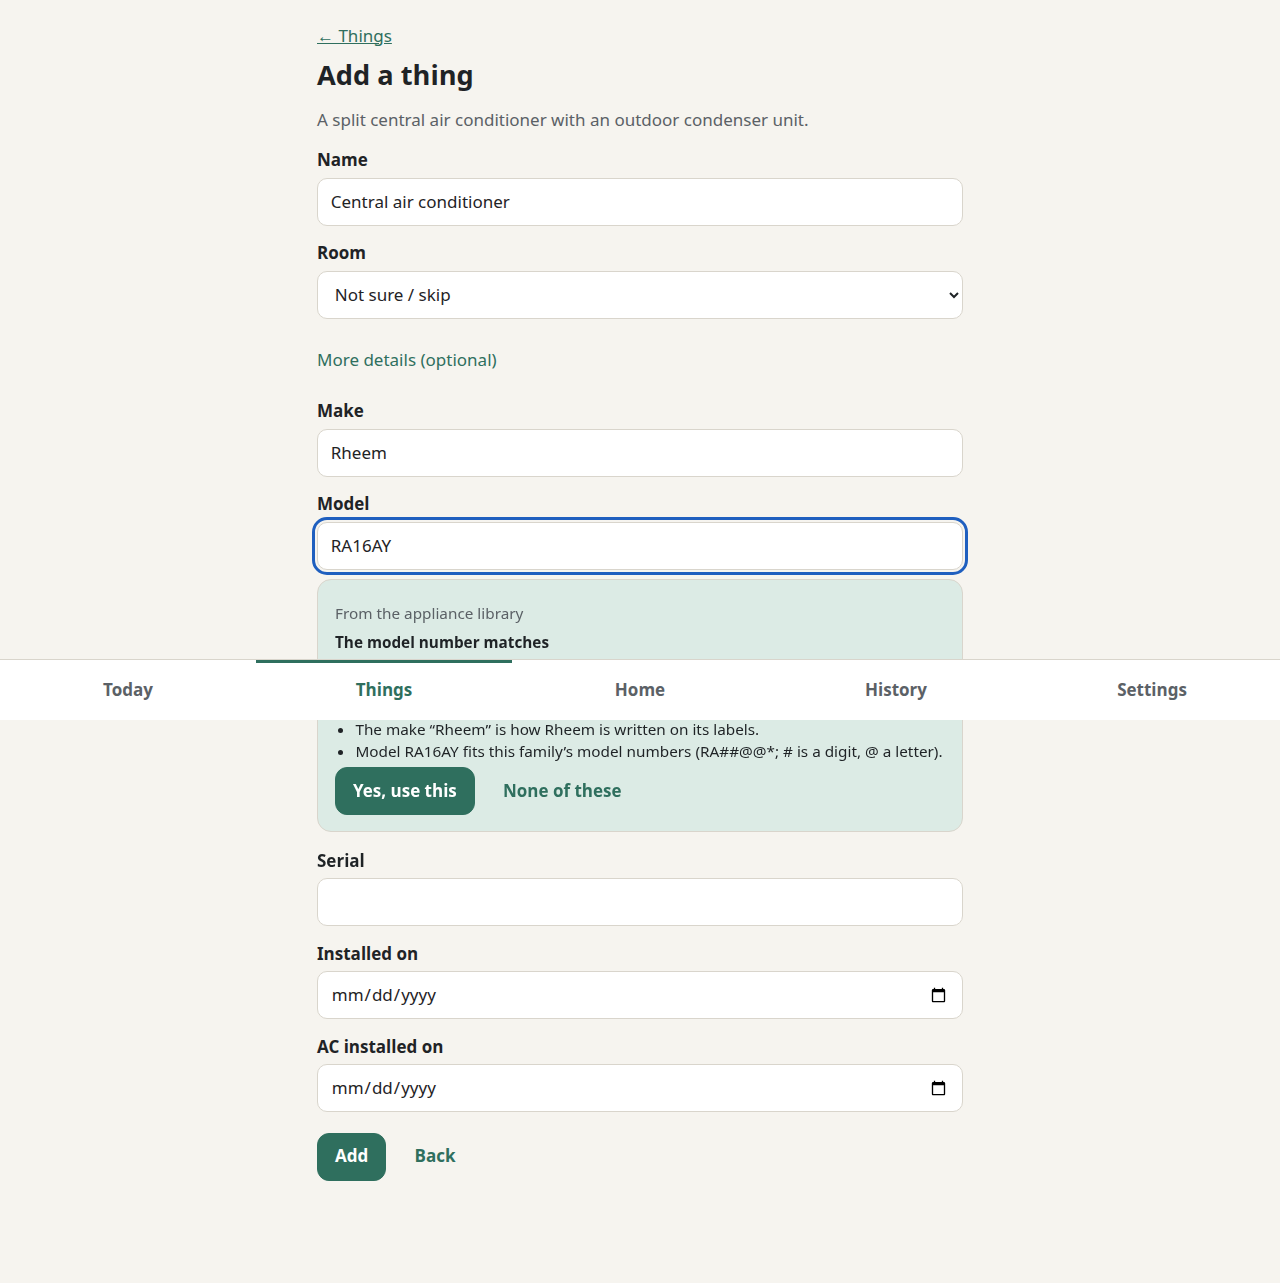 ← Things
Add a thing
A split central air conditioner with an outdoor condenser unit.
Name
Central air conditioner
Room
Not sure / skip
More details (optional)
Make
Rheem
Model
RA16AY
From the appliance library
The model number matches
Today Things Home History Settings
The make “Rheem” is how Rheem is written on its labels.
Model RA16AY fits this family’s model numbers (RA##@@*; # is a digit, @ a letter).
Yes, use this None of these
Serial
Installed on
mm/dd/yyyy
AC installed on
mm/dd/yyyy
Add Back